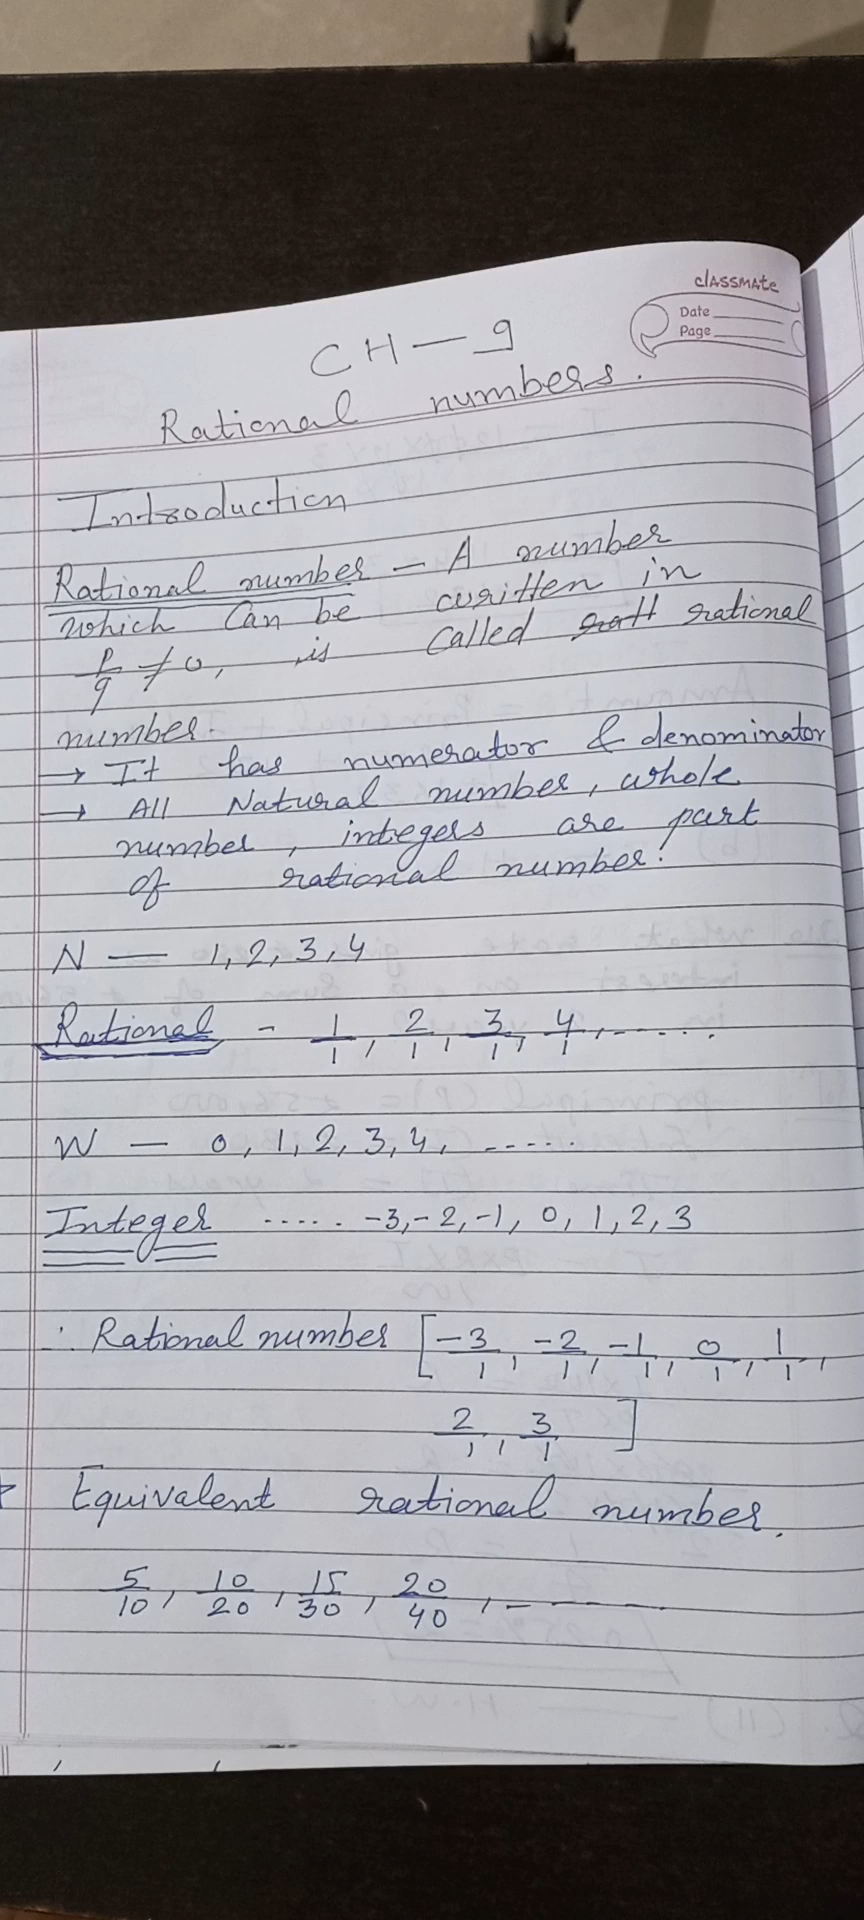 classmate
Date
Page
CH - 9
Rational numbers.
Introduction
Rational number - A number
which can be written in
p/q ≠ 0, is called rational
number.
→ It has numerator & denominator
→ All Natural number, whole
number, integers are part
of rational number.
N — 1, 2, 3, 4
Rational - 1/1, 2/1, 3/1, 4/1, .....
W — 0, 1, 2, 3, 4, .....
Integer ..... -3, -2, -1, 0, 1, 2, 3
∴ Rational number [-3/1, -2/1, -1/1, 0/1, 1/1,
2/1, 3/1 ]
Equivalent rational number.
5/10, 10/20, 15/30, 20/40, - - - - -